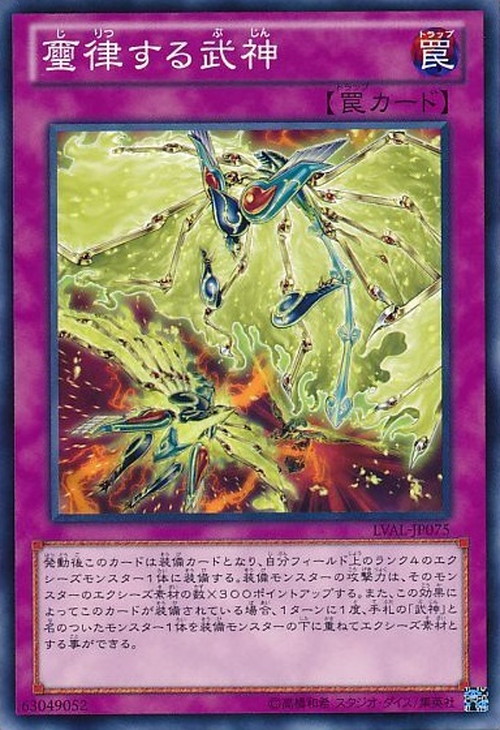 璽律する武神
【罠カード】
罠
LVAL-JP075
発動後このカードは装備カードとなり、自分フィールド上のランク4のエク
シーズモンスター1体に装備する。装備モンスターの攻撃力は、そのモン
スターのエクシーズ素材の数×300ポイントアップする。また、この効果に
よってこのカードが装備されている場合、1ターンに1度、手札の「武神」と
名のついたモンスター1体を装備モンスターの下に重ねてエクシーズ素材と
する事ができる。
63049052
©高橋和希 スタジオ・ダイス/集英社